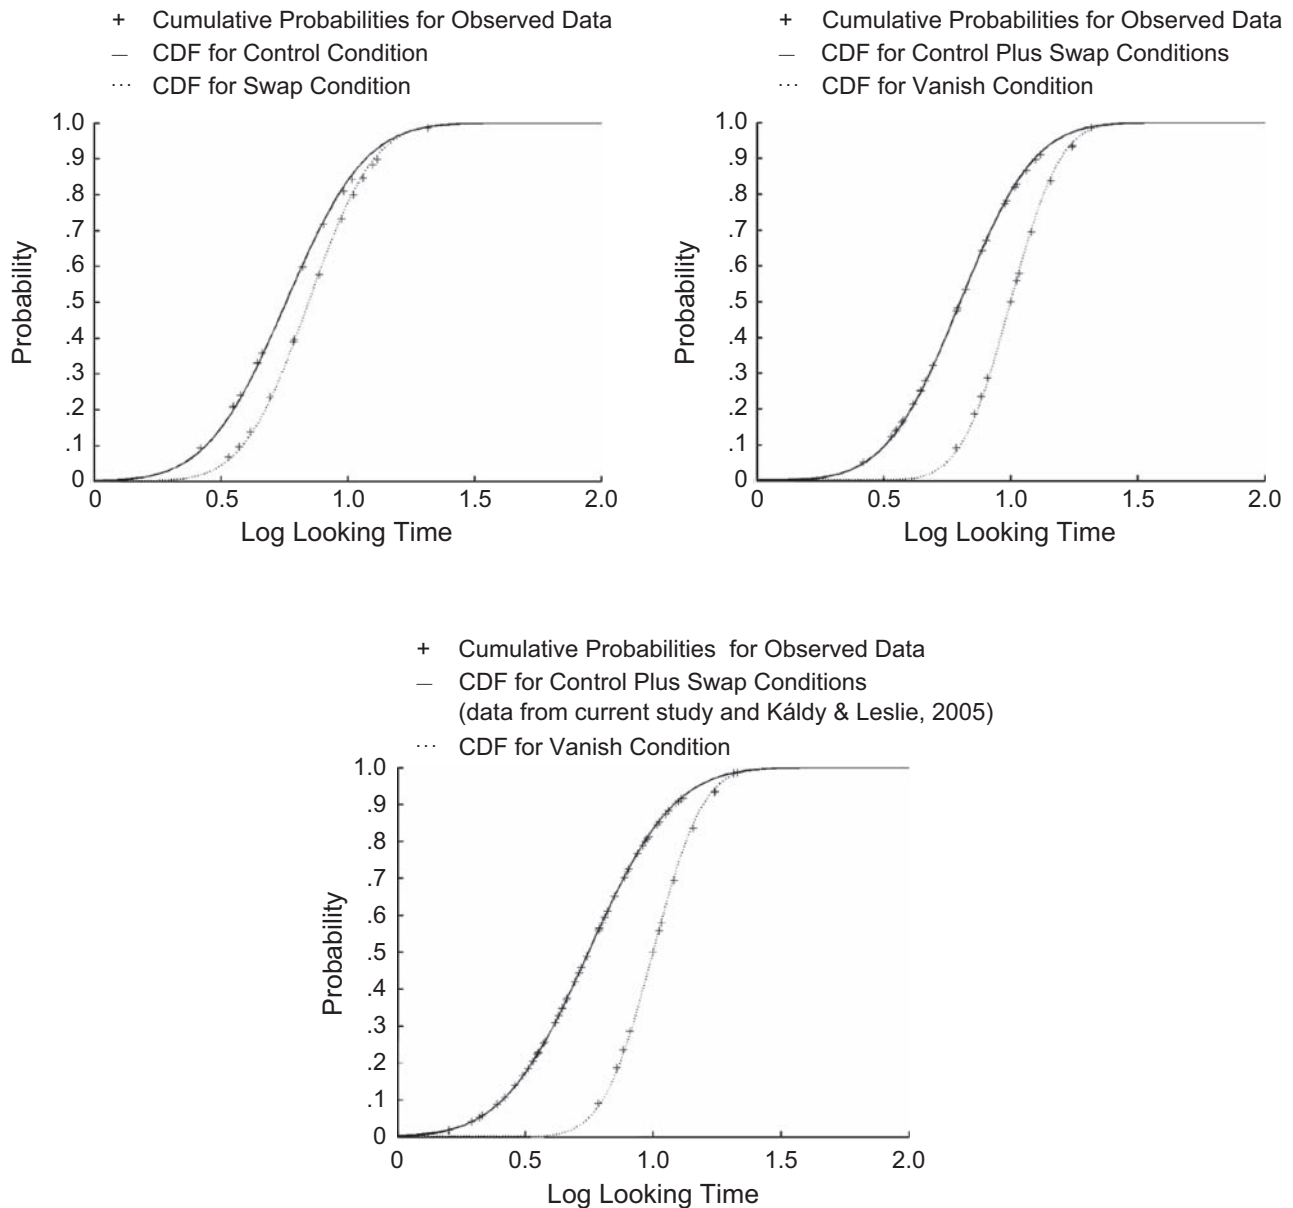 + Cumulative Probabilities for Observed Data
— CDF for Control Condition
··· CDF for Swap Condition
1.0
.9
.8
.7
.6
.5
.4
.3
.2
.1
0
Probability
0 0.5 1.0 1.5 2.0
Log Looking Time
+ Cumulative Probabilities for Observed Data
— CDF for Control Plus Swap Conditions
··· CDF for Vanish Condition
1.0
.9
.8
.7
.6
.5
.4
.3
.2
.1
0
Probability
0 0.5 1.0 1.5 2.0
Log Looking Time
+ Cumulative Probabilities for Observed Data
— CDF for Control Plus Swap Conditions
(data from current study and Káldy & Leslie, 2005)
··· CDF for Vanish Condition
1.0
.9
.8
.7
.6
.5
.4
.3
.2
.1
0
Probability
0 0.5 1.0 1.5 2.0
Log Looking Time